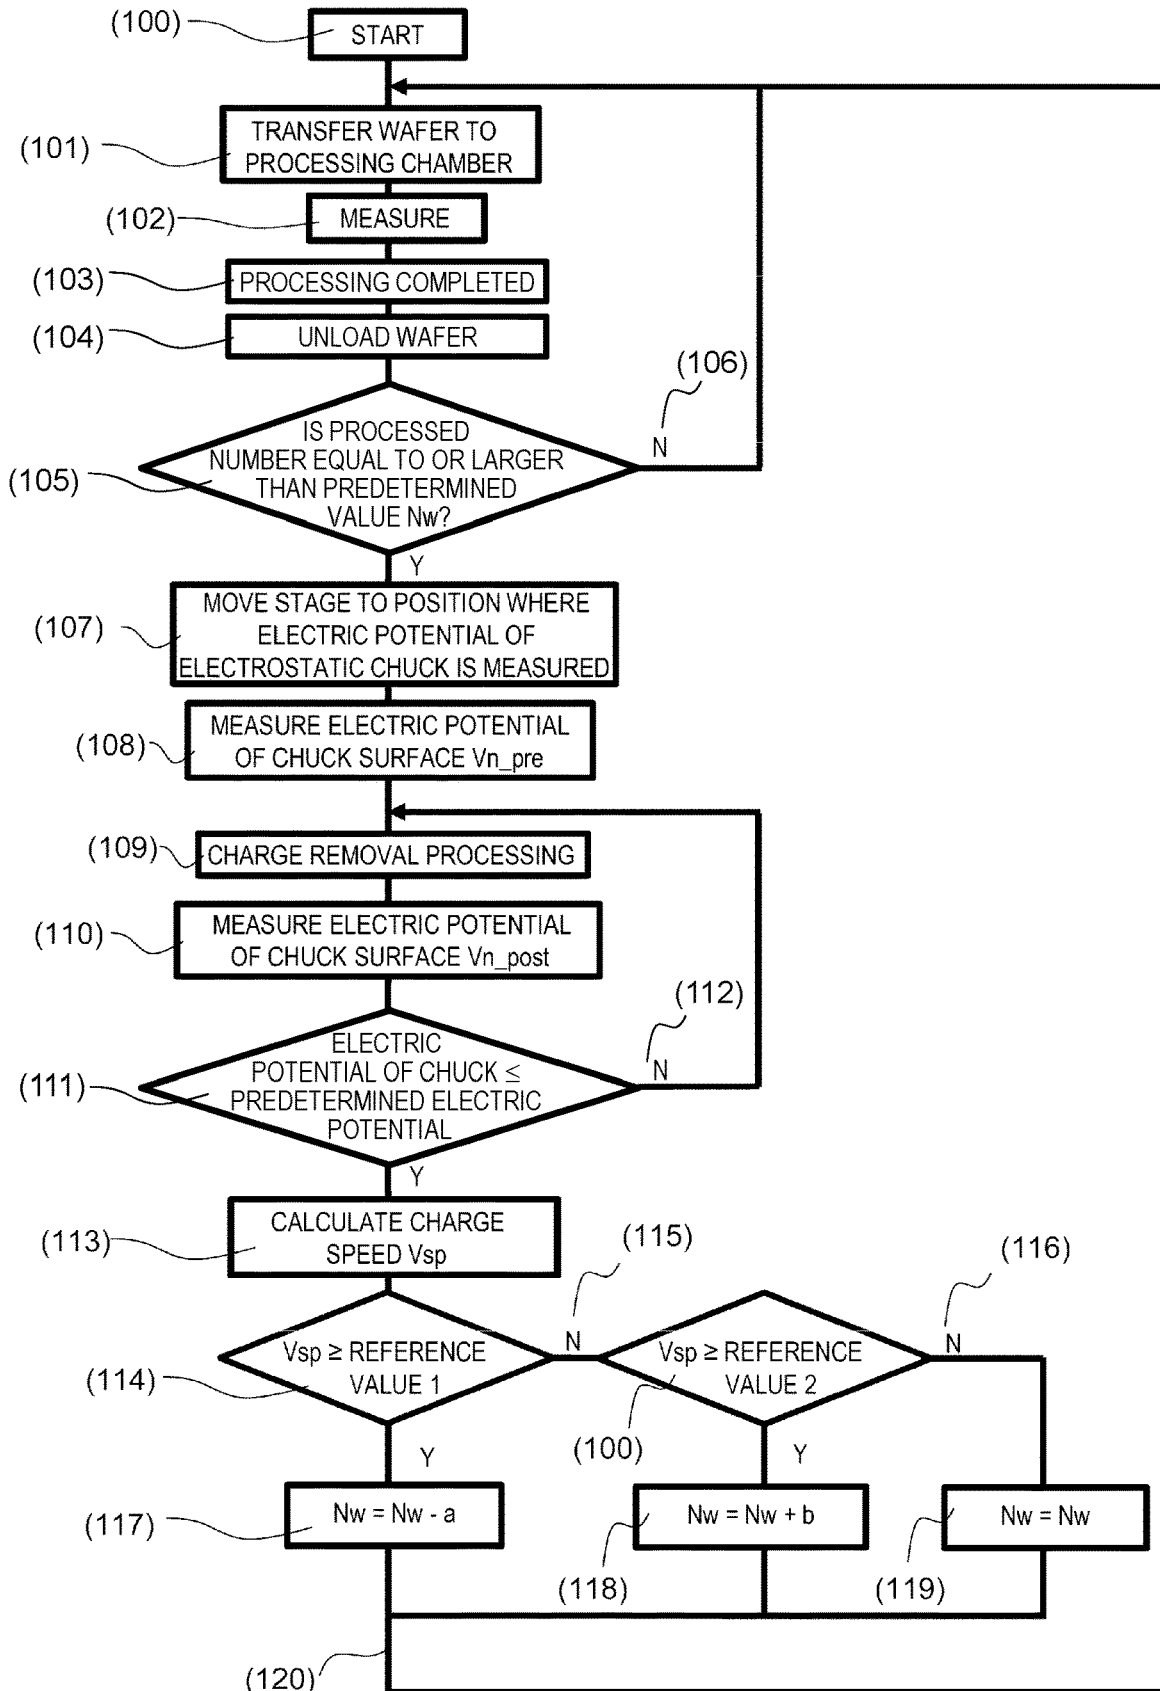 (100)
START
(101)
TRANSFER WAFER TO
PROCESSING CHAMBER
(102)
MEASURE
(103)
PROCESSING COMPLETED
(104)
UNLOAD WAFER
(105)
IS PROCESSED
NUMBER EQUAL TO OR LARGER
THAN PREDETERMINED
VALUE Nw?
(106)
N
Y
(107)
MOVE STAGE TO POSITION WHERE
ELECTRIC POTENTIAL OF
ELECTROSTATIC CHUCK IS MEASURED
(108)
MEASURE ELECTRIC POTENTIAL
OF CHUCK SURFACE Vn_pre
(109)
CHARGE REMOVAL PROCESSING
(110)
MEASURE ELECTRIC POTENTIAL
OF CHUCK SURFACE Vn_post
(111)
ELECTRIC
POTENTIAL OF CHUCK ≤
PREDETERMINED ELECTRIC
POTENTIAL
(112)
N
Y
(113)
CALCULATE CHARGE
SPEED Vsp
(114)
Vsp ≥ REFERENCE
VALUE 1
(115)
N
Y
Vsp ≥ REFERENCE
VALUE 2
(100)
(116)
N
Y
(117)
Nw = Nw - a
(118)
Nw = Nw + b
(119)
Nw = Nw
(120)